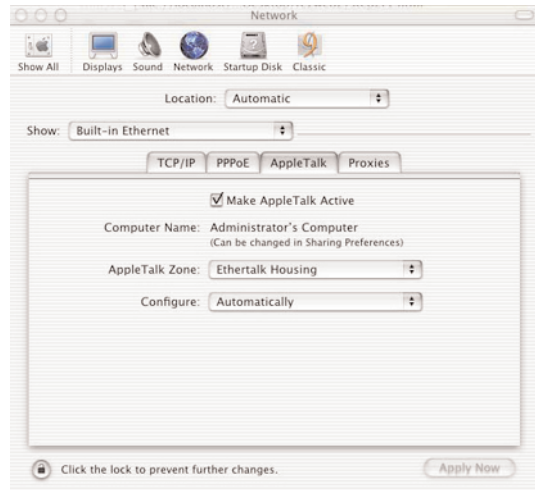 Network
Show All Displays Sound Network Startup Disk Classic
Location: Automatic
Show: Built-in Ethernet
TCP/IP PPPoE AppleTalk Proxies
Make AppleTalk Active
Computer Name: Administrator's Computer
(Can be changed in Sharing Preferences)
AppleTalk Zone: Ethertalk Housing
Configure: Automatically
Click the lock to prevent further changes.
Apply Now